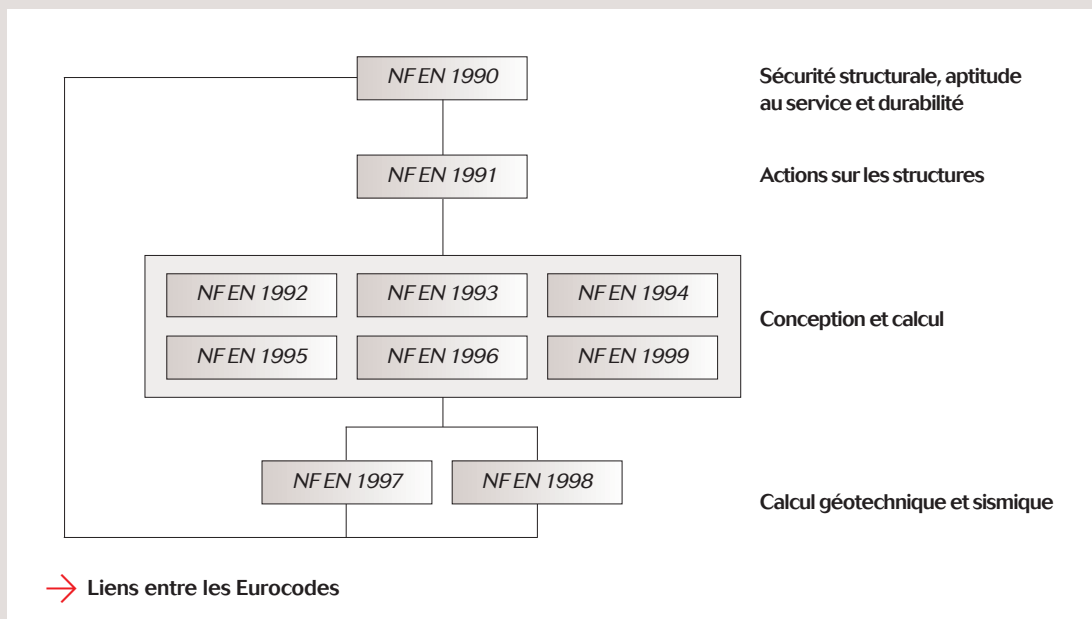 NF EN 1990
Sécurité structurale, aptitude
au service et durabilité
NF EN 1991
Actions sur les structures
NF EN 1992
NF EN 1993
NF EN 1994
Conception et calcul
NF EN 1995
NF EN 1996
NF EN 1999
NF EN 1997
NF EN 1998
Calcul géotechnique et sismique
Liens entre les Eurocodes